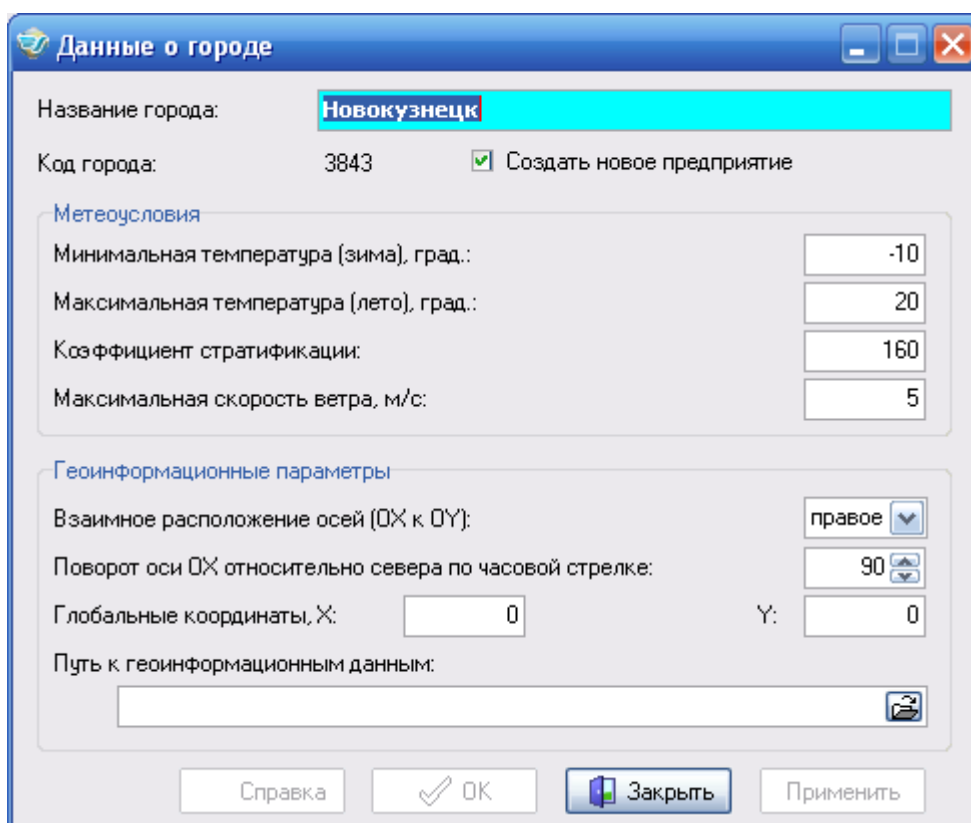 Данные о городе
Название города: Новокузнецк
Код города: 3843 Создать новое предприятие
Метеоусловия
Минимальная температура (зима), град.: -10
Максимальная температура (лето), град.: 20
Коэффициент стратификации: 160
Максимальная скорость ветра, м/с: 5
Геоинформационные параметры
Взаимное расположение осей (OX к OY): правое
Поворот оси OX относительно севера по часовой стрелке: 90
Глобальные координаты, X: 0 Y: 0
Путь к геоинформационным данным:
Справка OK Закрыть Применить